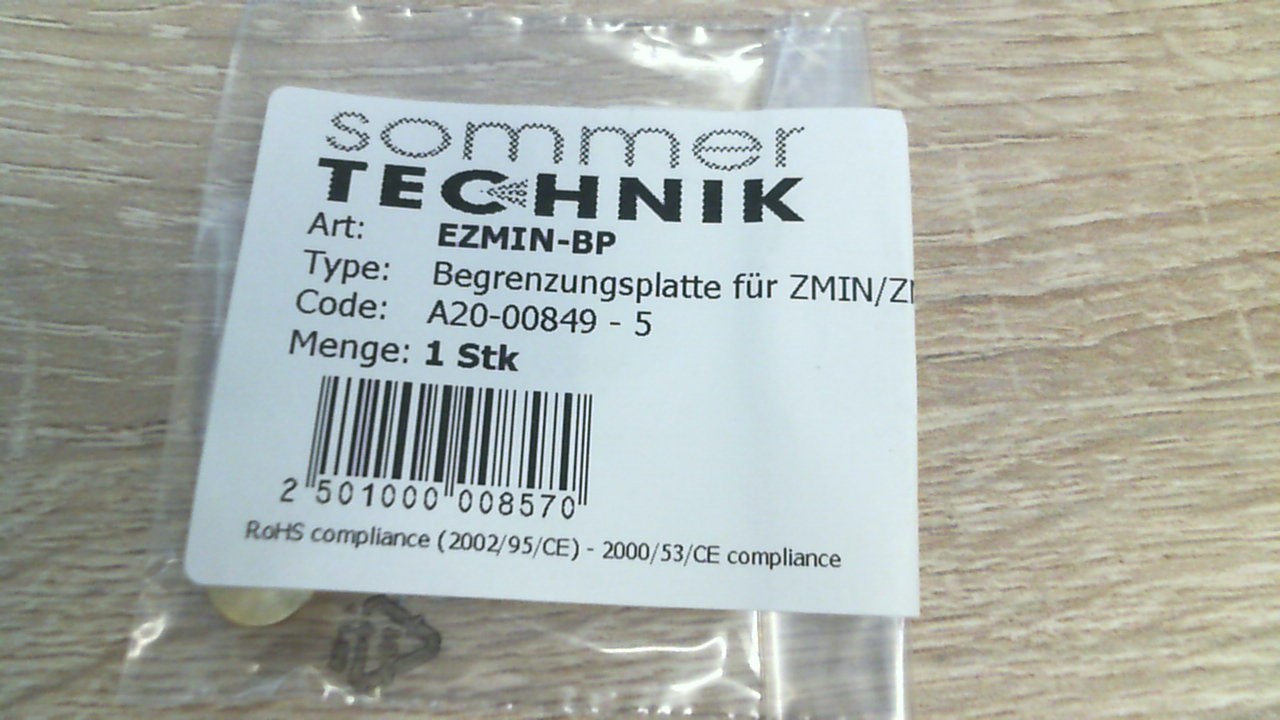 sommer
TECHNIK
Art: EZMIN-BP
Type: Begrenzungsplatte für ZMIN/
Code: A20-00849 - 5
Menge: 1 Stk
2 501000 008570
RoHS compliance (2002/95/CE) - 2000/53/CE compliance